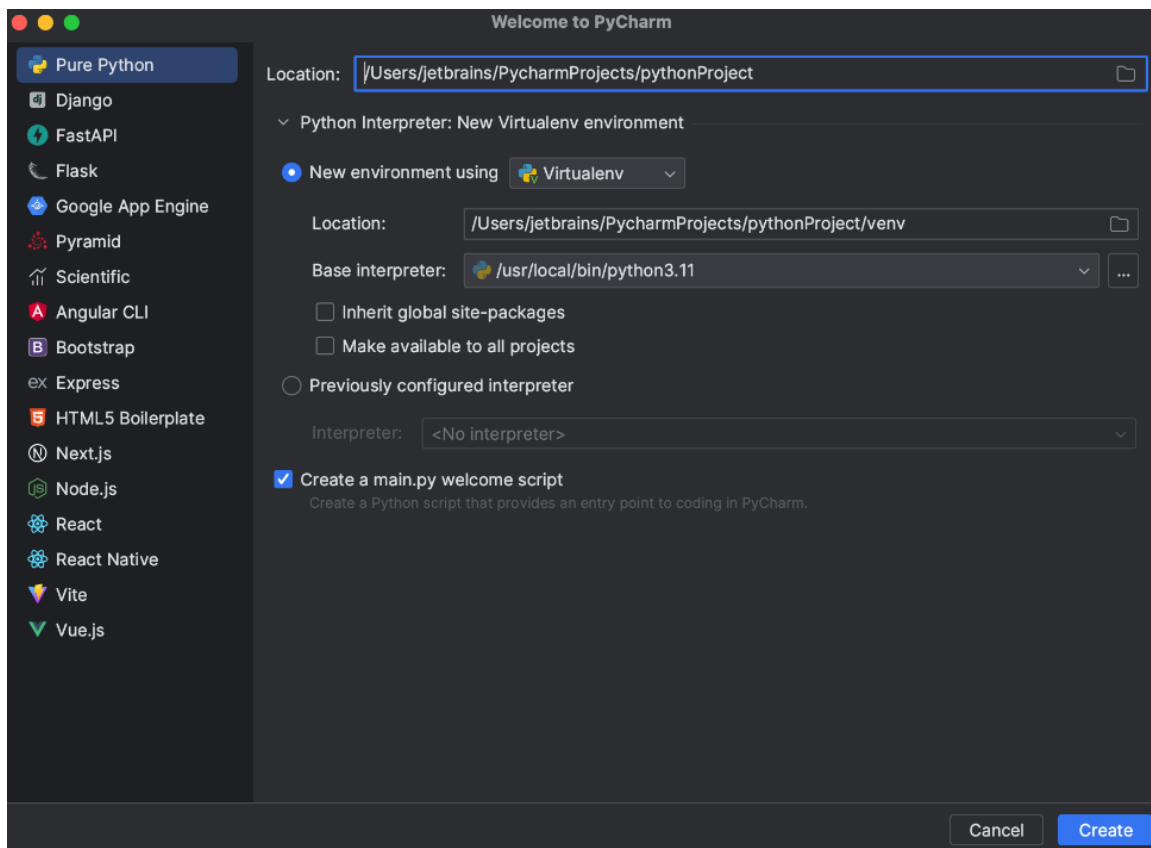 Welcome to PyCharm
Pure Python
Django
FastAPI
Flask
Google App Engine
Pyramid
Scientific
Angular CLI
Bootstrap
Express
HTML5 Boilerplate
Next.js
Node.js
React
React Native
Vite
Vue.js
Location: /Users/jetbrains/PycharmProjects/pythonProject
Python Interpreter: New Virtualenv environment
New environment using Virtualenv
Location: /Users/jetbrains/PycharmProjects/pythonProject/venv
Base interpreter: /usr/local/bin/python3.11 ...
Inherit global site-packages
Make available to all projects
Previously configured interpreter
Interpreter: <No interpreter>
Create a main.py welcome script
Create a Python script that provides an entry point to coding in PyCharm.
Cancel Create